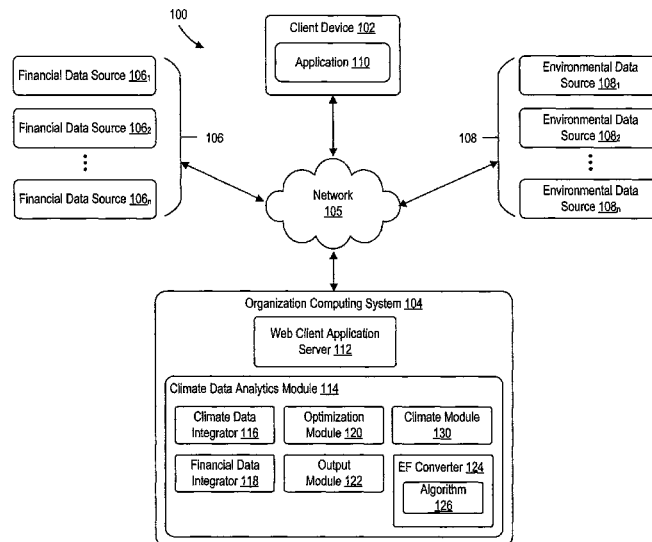 100
Client Device 102
Application 110
Financial Data Source 106₁
Financial Data Source 106₂
Financial Data Source 106ₙ
106
Environmental Data
Source 108₁
Environmental Data
Source 108₂
Environmental Data
Source 108ₙ
108
Network
105
Organization Computing System 104
Web Client Application
Server 112
Climate Data Analytics Module 114
Climate Data
Integrator 116
Optimization
Module 120
Climate Module
130
Financial Data
Integrator 118
Output
Module 122
EF Converter 124
Algorithm
126